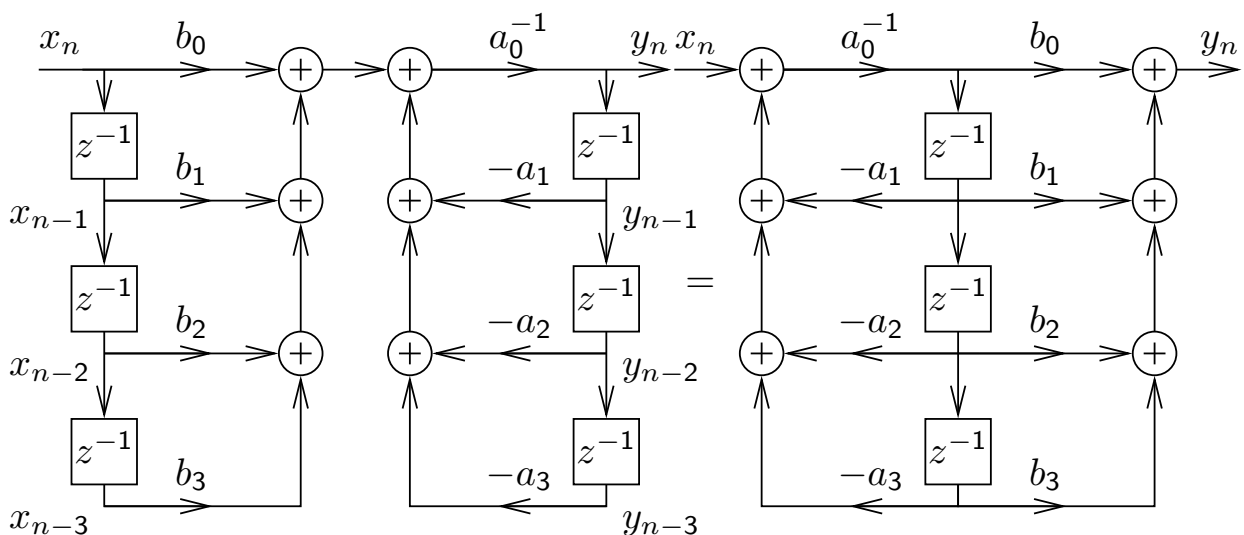 x_n b_0 + + a_0^{-1} y_n x_n + a_0^{-1} b_0 + y_n
z^{-1} z^{-1} z^{-1}
b_1 + + -a_1 + -a_1 b_1 +
x_{n-1} y_{n-1}
z^{-1} z^{-1} = z^{-1}
b_2 + + -a_2 + -a_2 b_2 +
x_{n-2} y_{n-2}
z^{-1} z^{-1} z^{-1}
b_3 -a_3 -a_3 b_3
x_{n-3} y_{n-3}